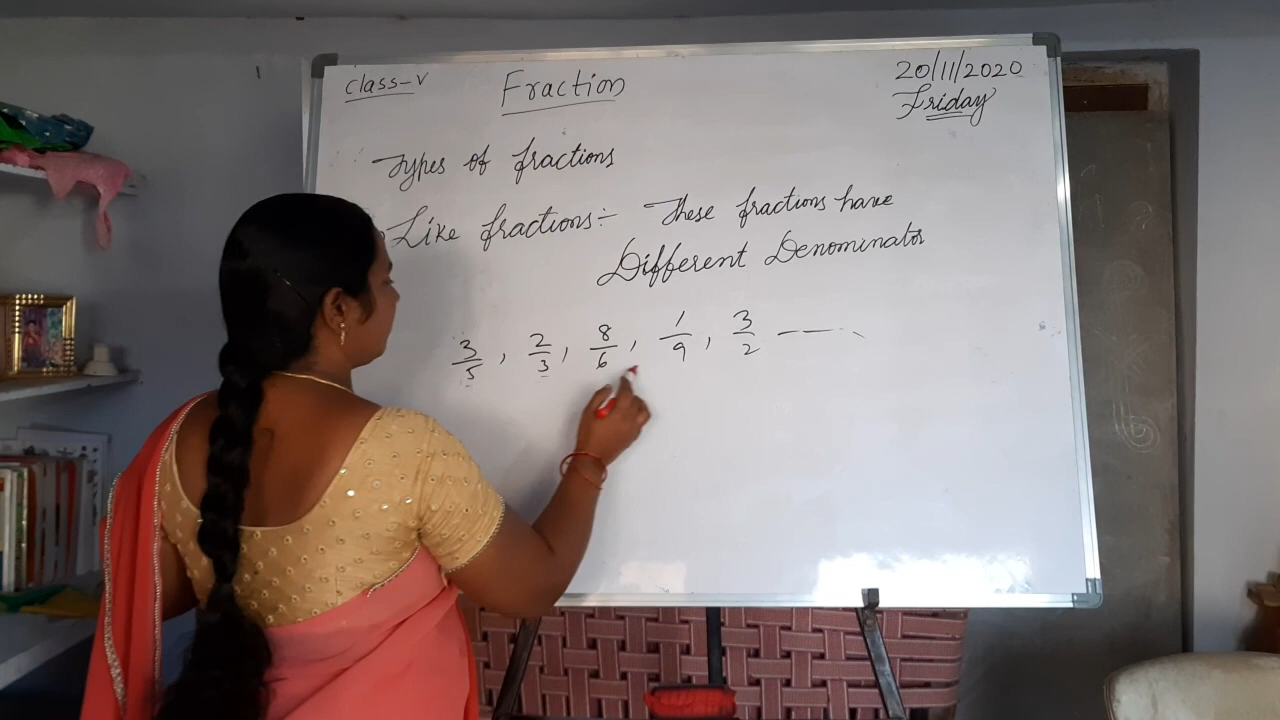 Class-V
Fraction
20/11/2020
Friday
Types of fractions
Like fractions:- These fractions have
Different Denominator
3/5, 2/3, 8/6, 1/9, 3/2 ----